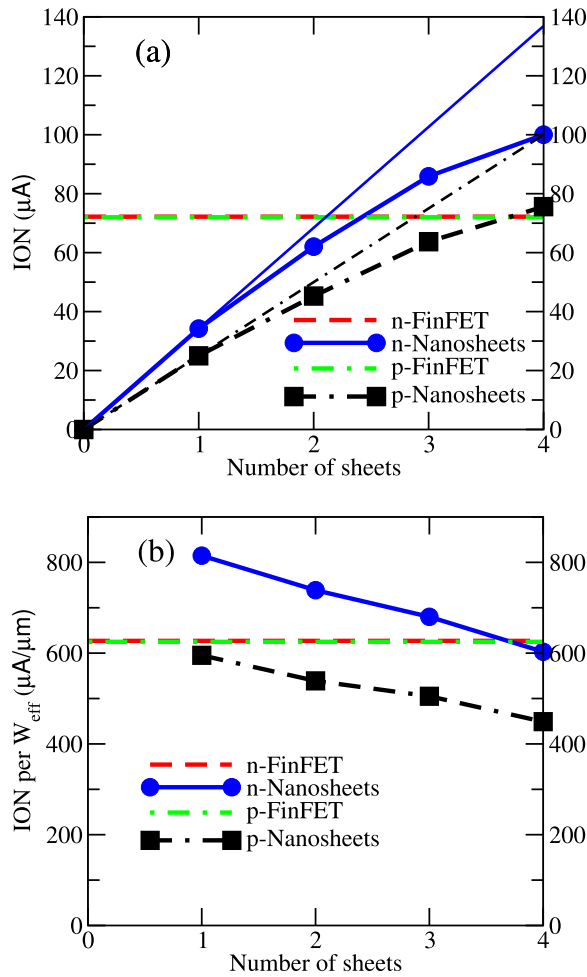 140 140
(a)
120 120
100 100
80 80
60 60
40 40
20 20
0 0
ION (μA)
n-FinFET
n-Nanosheets
p-FinFET
p-Nanosheets
0 1 2 3 4
Number of sheets
800 800
(b)
600 600
400 400
200 200
0 0
ION per Weff (μA/μm)
n-FinFET
n-Nanosheets
p-FinFET
p-Nanosheets
0 1 2 3 4
Number of sheets